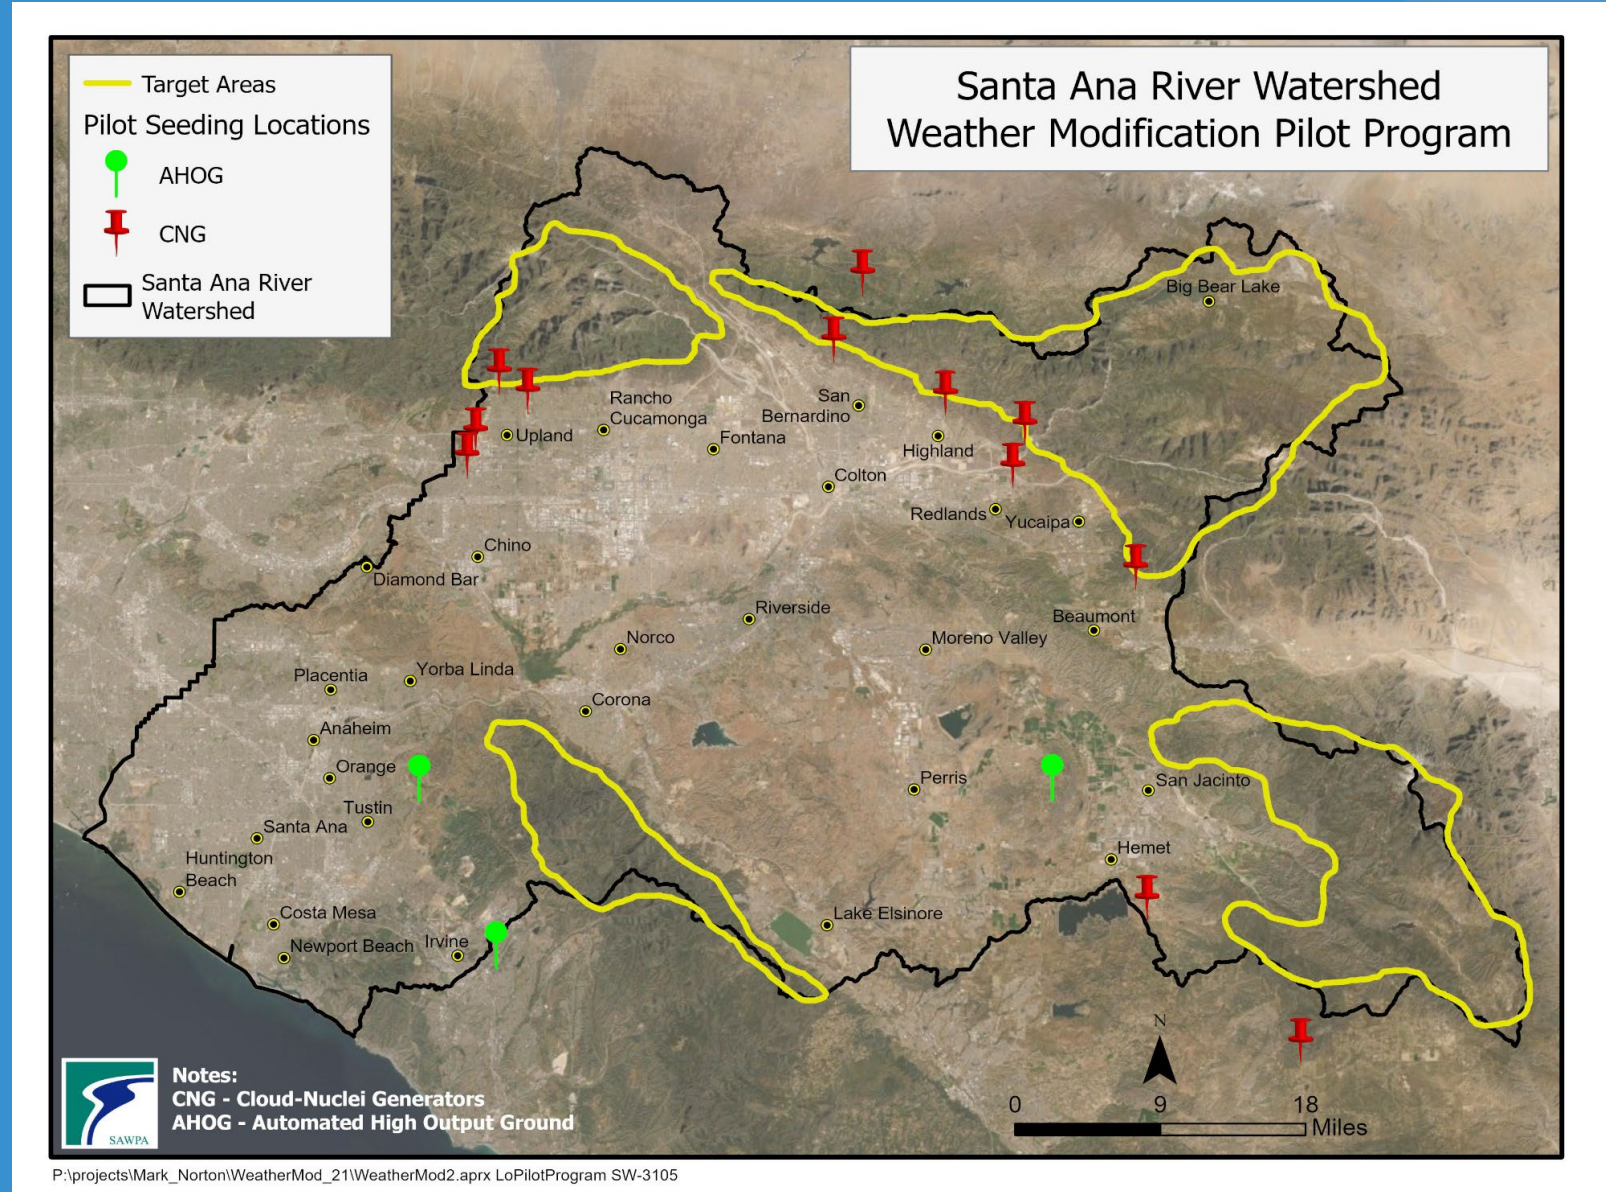 Santa Ana River Watershed
Weather Modification Pilot Program
Target Areas
Pilot Seeding Locations
AHOG
CNG
Santa Ana River
Watershed
Big Bear Lake
Rancho
Cucamonga
San
Bernardino
Upland
Fontana
Highland
Colton
Redlands
Yucaipa
Chino
Diamond Bar
Riverside
Beaumont
Norco
Moreno Valley
Placentia
Yorba Linda
Corona
Anaheim
Orange
Perris
San Jacinto
Tustin
Santa Ana
Hemet
Huntington
Beach
Costa Mesa
Lake Elsinore
Newport Beach
Irvine
N
0 9 18
Miles
SAWPA
Notes:
CNG - Cloud-Nuclei Generators
AHOG - Automated High Output Ground
P:\projects\Mark_Norton\WeatherMod_21\WeatherMod2.aprx LoPilotProgram SW-3105